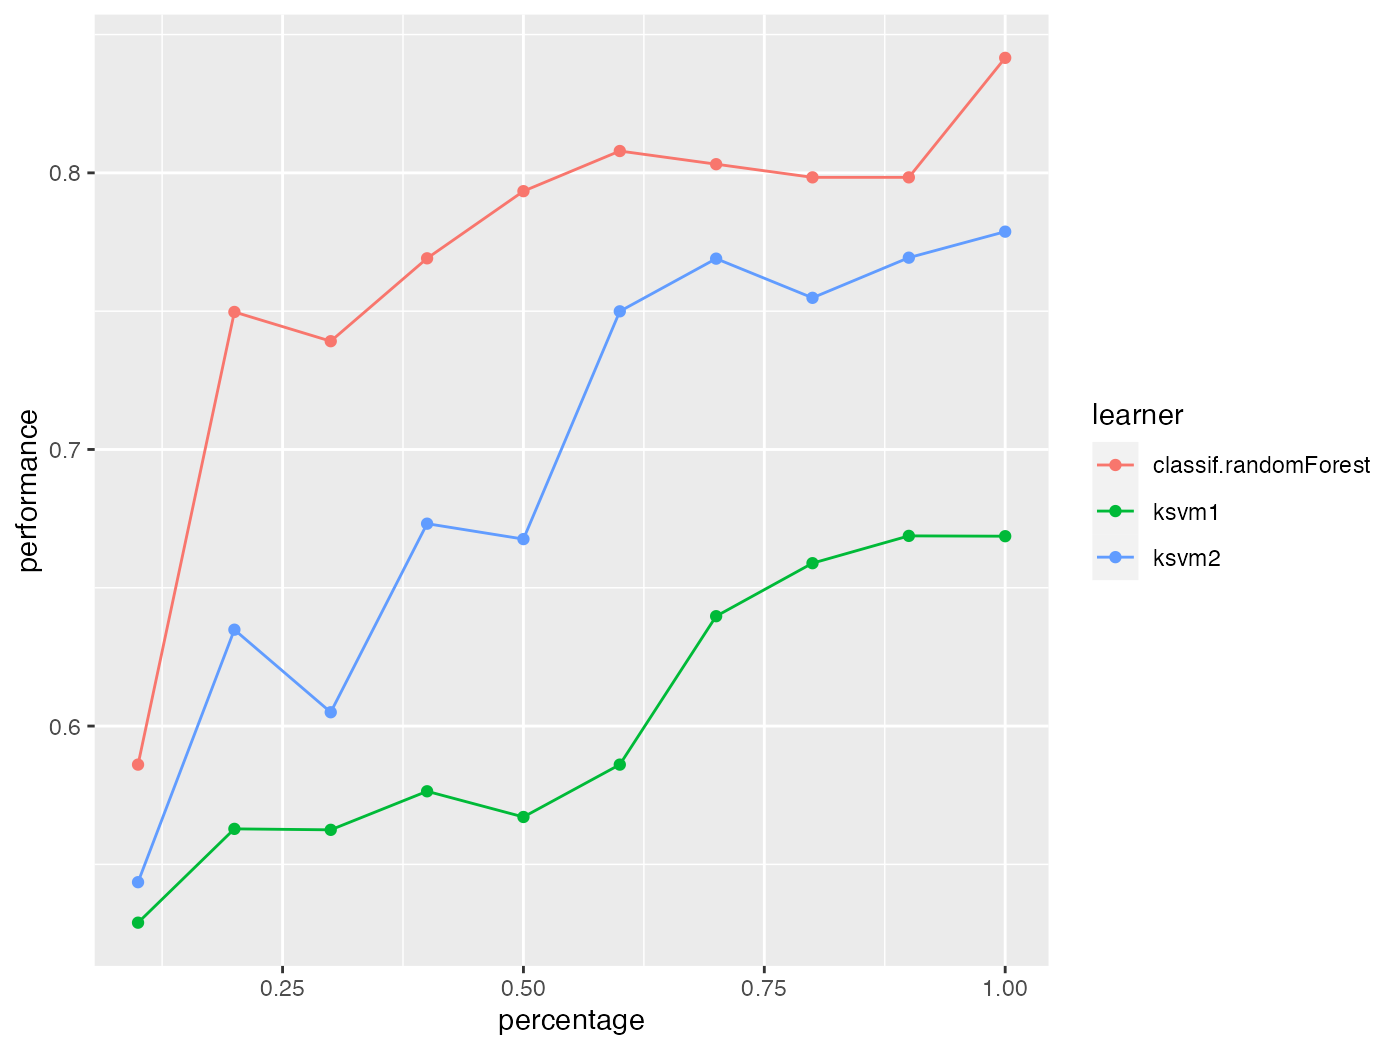 0.8
0.7
0.6
performance
0.25
0.50
0.75
1.00
percentage
learner
classif.randomForest
ksvm1
ksvm2